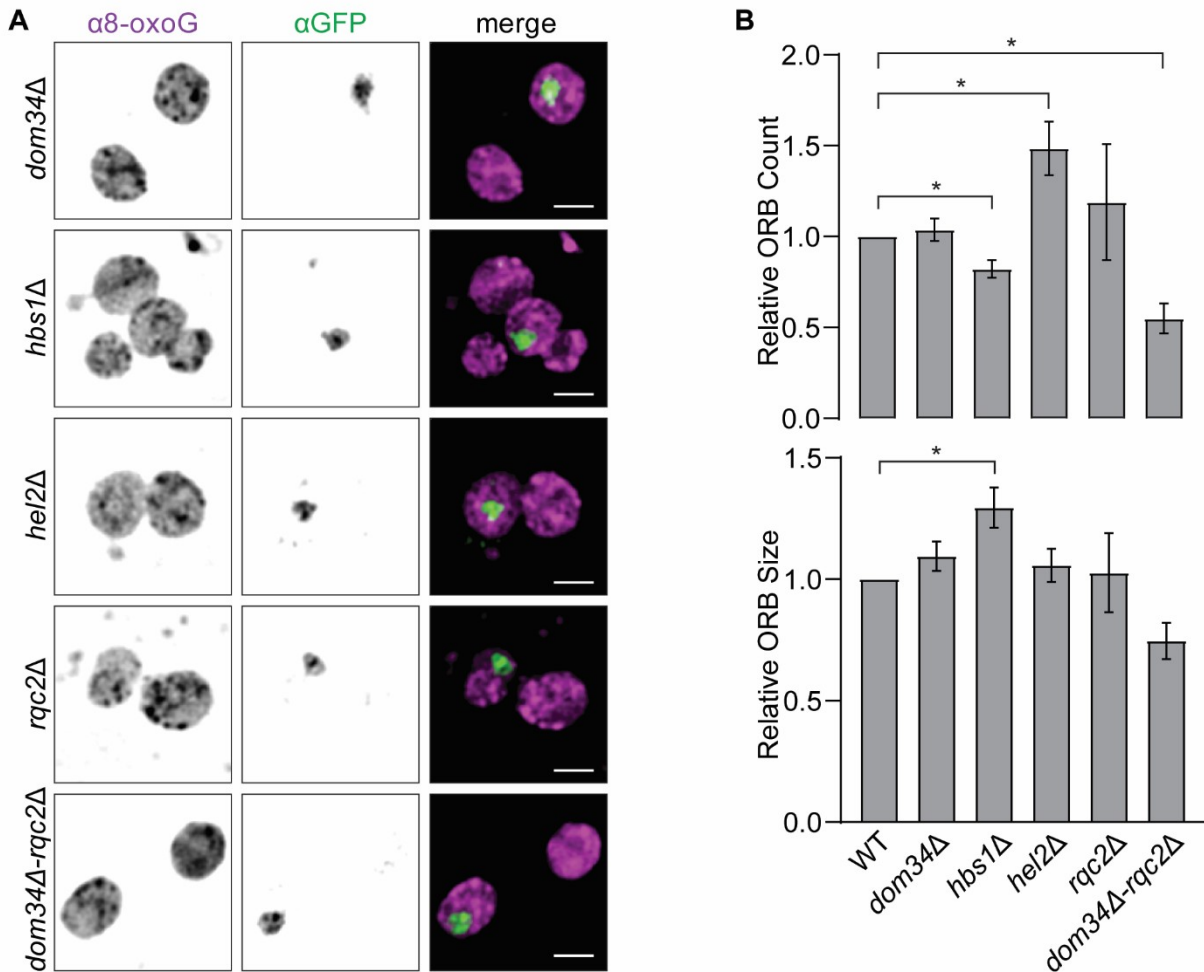 A
α8-oxoG
αGFP
merge
dom34Δ
hbs1Δ
hel2Δ
rqc2Δ
dom34Δ-rqc2Δ
B
Relative ORB Count
2.0
1.5
1.0
0.5
0.0
*
*
*
Relative ORB Size
1.5
1.0
0.5
0.0
*
WT
dom34Δ
hbs1Δ
hel2Δ
rqc2Δ
dom34Δ-rqc2Δ